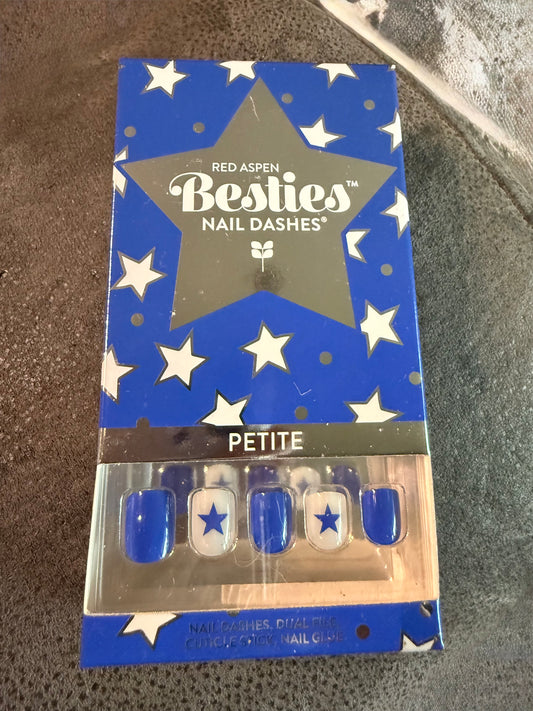 RED ASPEN
Besties™
NAIL DASHES®
PETITE
NAIL DASHES, DUAL FILE,
CUTICLE STICK, NAIL GLUE